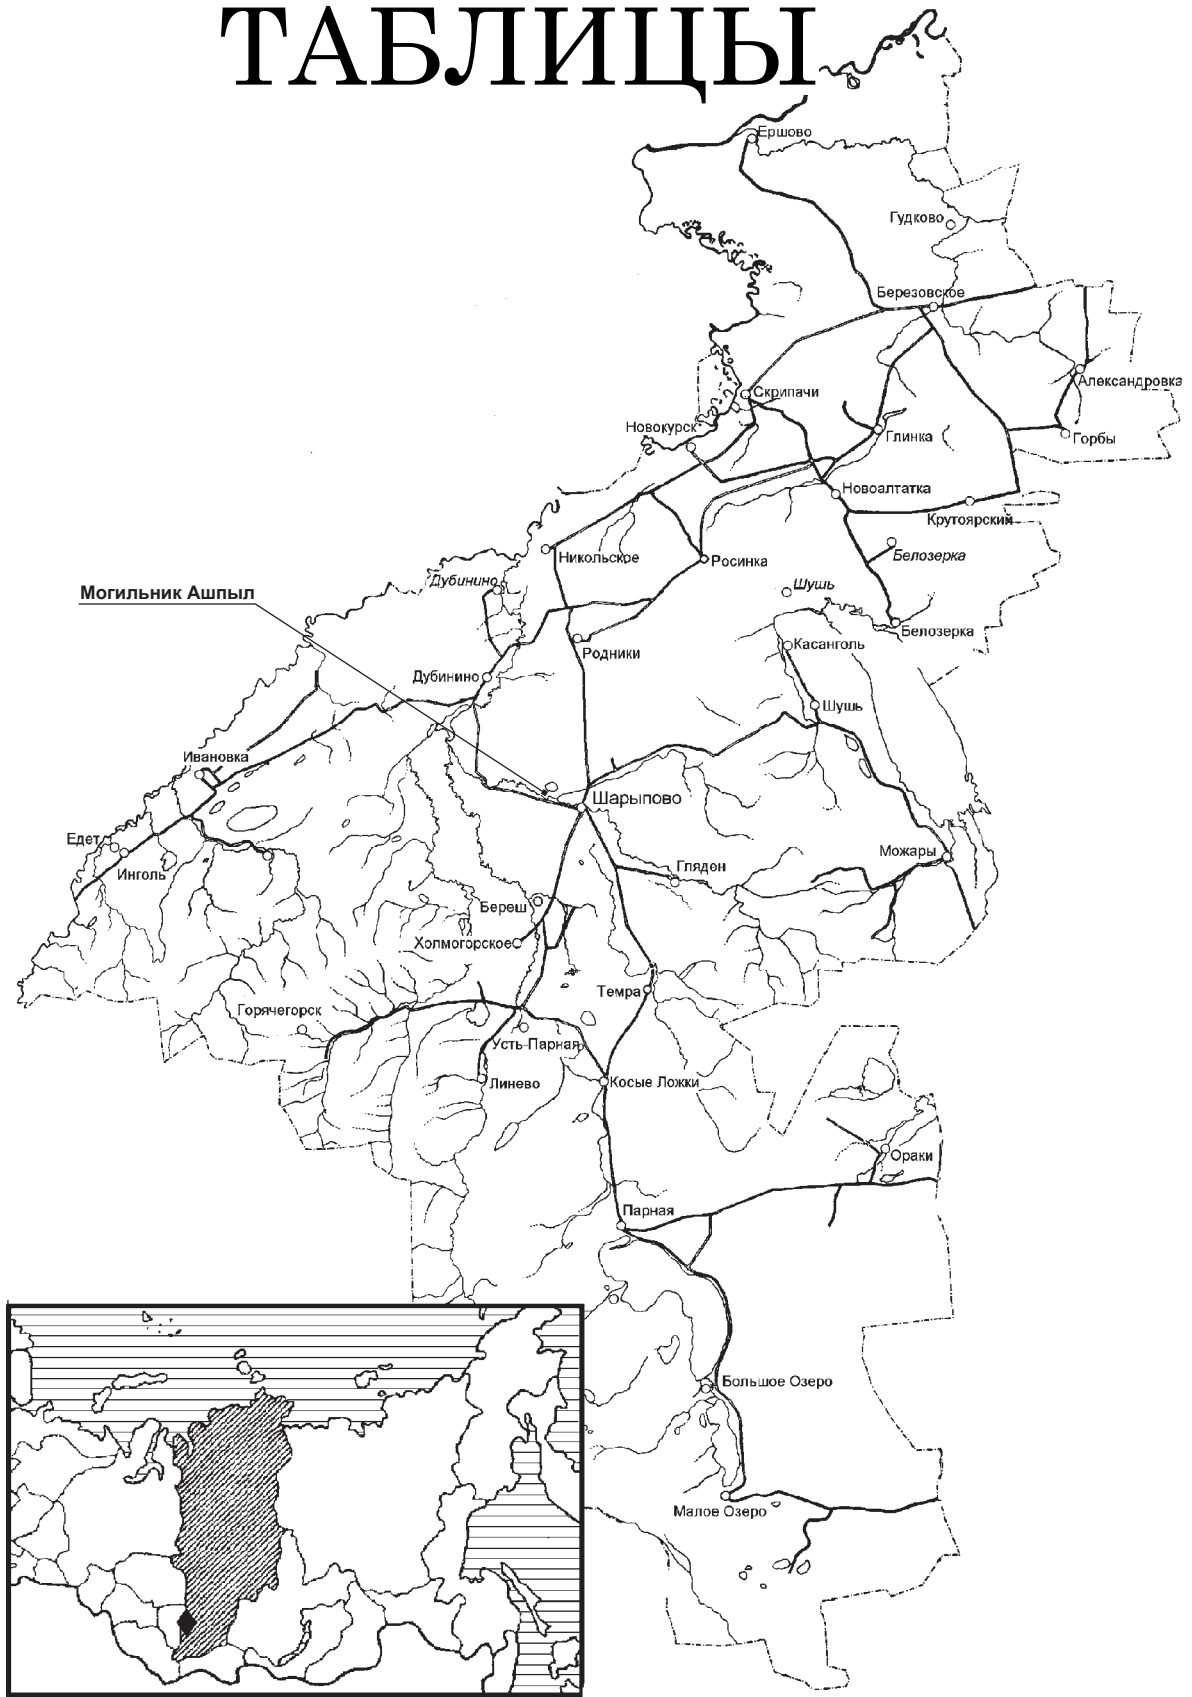 ТАБЛИЦЫ
Ершово
Гудково
Березовское
Александровка
Скрипачи
Новокурск
Глинка
Горбы
Новоалтатка
Крутоярский
Никольское
Росинка
Белозерка
Дубинино
Шушь
Могильник Ашпыл
Белозерка
Родники
Касанголь
Дубинино
Шушь
Ивановка
Шарыпово
Едет
Инголь
Можары
Гляден
Береш
Холмогорское
Темра
Горячегорск
Усть-Парная
Линево
Косые Ложки
Ораки
Парная
Большое Озеро
Малое Озеро